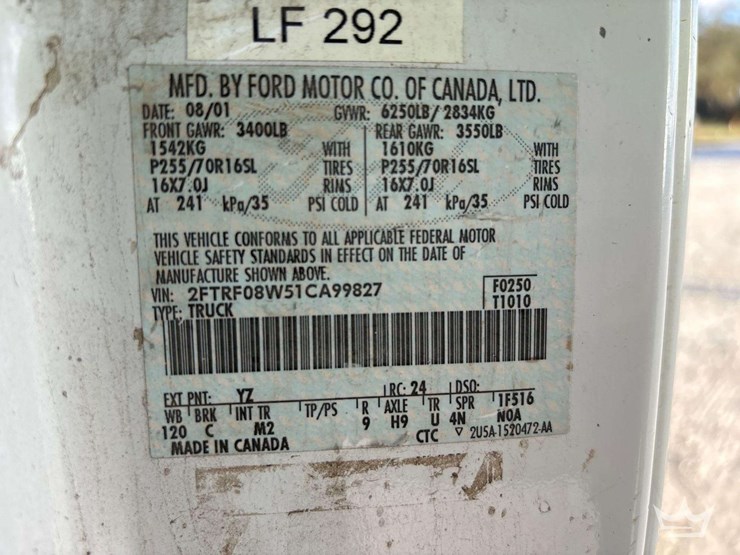 LF 292
MFD. BY FORD MOTOR CO. OF CANADA, LTD.
DATE: 08/01 GVWR: 6250LB/ 2834KG
FRONT GAWR: 3400LB REAR GAWR: 3550LB
1542KG WITH 1610KG WITH
P255/70R16SL TIRES P255/70R16SL TIRES
16X7.0J RIMS 16X7.0J RIMS
AT 241 kPa/35 PSI COLD AT 241 kPa/35 PSI COLD
THIS VEHICLE CONFORMS TO ALL APPLICABLE FEDERAL MOTOR
VEHICLE SAFETY STANDARDS IN EFFECT ON THE DATE OF
MANUFACTURE SHOWN ABOVE.
VIN: 2FTRF08W51CA99827 F0250
TYPE: TRUCK T1010
EXT PNT: YZ RC: 24 DSO:
WB BRK INT TR TP/PS R AXLE TR SPR 1F516
120 C M2 9 H9 U 4N NOA
MADE IN CANADA CTC ▽ 2U5A-1520472-AA